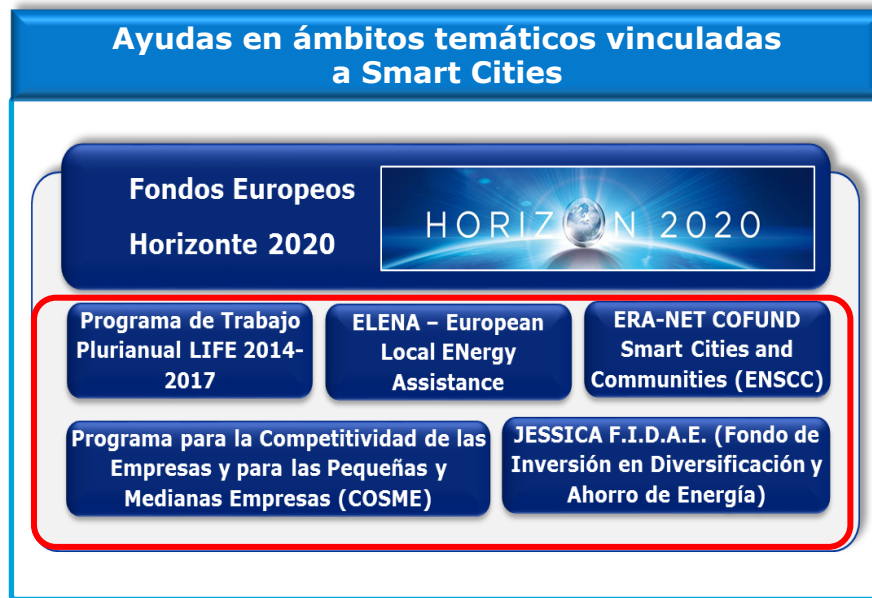 Ayudas en ámbitos temáticos vinculadas
a Smart Cities
Fondos Europeos
Horizonte 2020
HORIZON 2020
Programa de Trabajo
Plurianual LIFE 2014-
2017
ELENA – European
Local ENergy
Assistance
ERA-NET COFUND
Smart Cities and
Communities (ENSCC)
Programa para la Competitividad de las
Empresas y para las Pequeñas y
Medianas Empresas (COSME)
JESSICA F.I.D.A.E. (Fondo de
Inversión en Diversificación y
Ahorro de Energía)